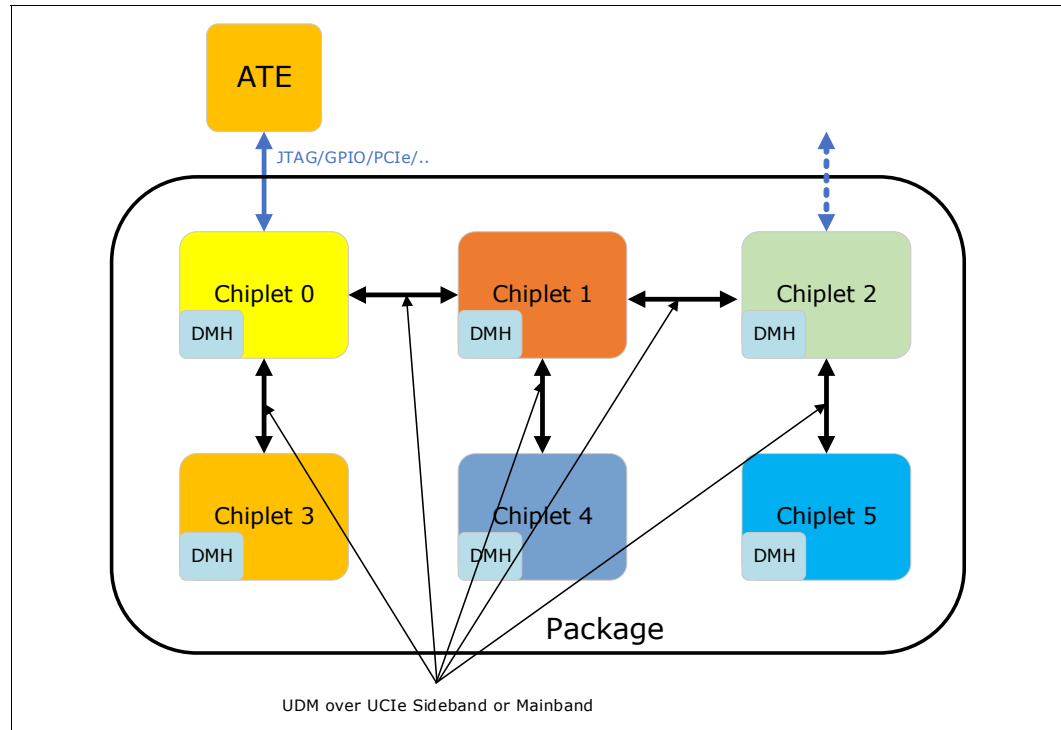 ATE
JTAG/GPIO/PCIe/..
Chiplet 0
DMH
Chiplet 1
DMH
Chiplet 2
DMH
Chiplet 3
DMH
Chiplet 4
DMH
Chiplet 5
DMH
Package
UDM over UCIe Sideband or Mainband